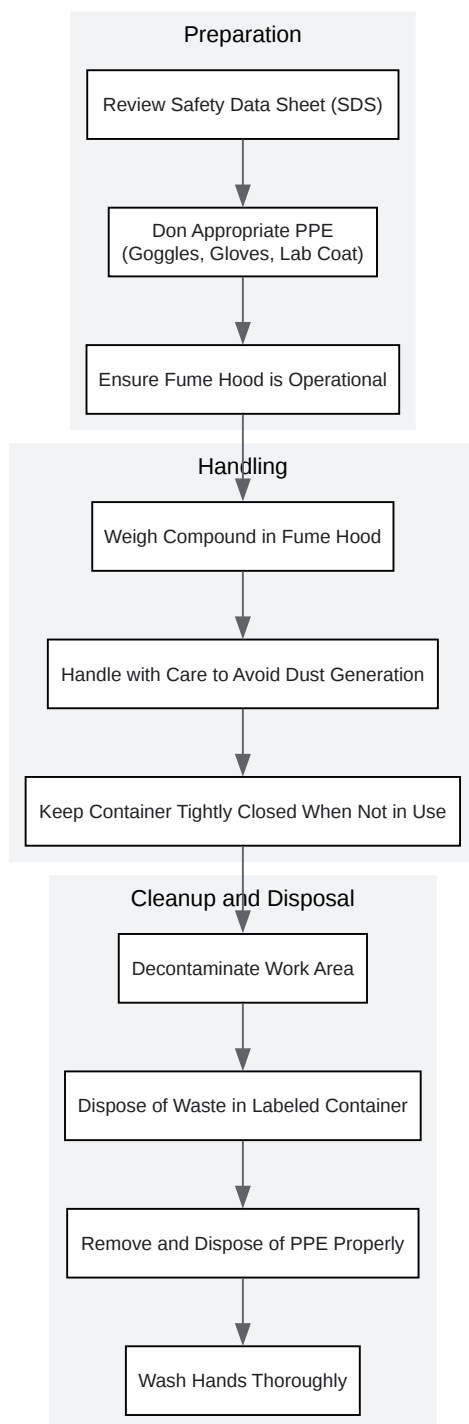 Preparation
Review Safety Data Sheet (SDS)
Don Appropriate PPE
(Goggles, Gloves, Lab Coat)
Ensure Fume Hood is Operational
Handling
Weigh Compound in Fume Hood
Handle with Care to Avoid Dust Generation
Keep Container Tightly Closed When Not in Use
Cleanup and Disposal
Decontaminate Work Area
Dispose of Waste in Labeled Container
Remove and Dispose of PPE Properly
Wash Hands Thoroughly